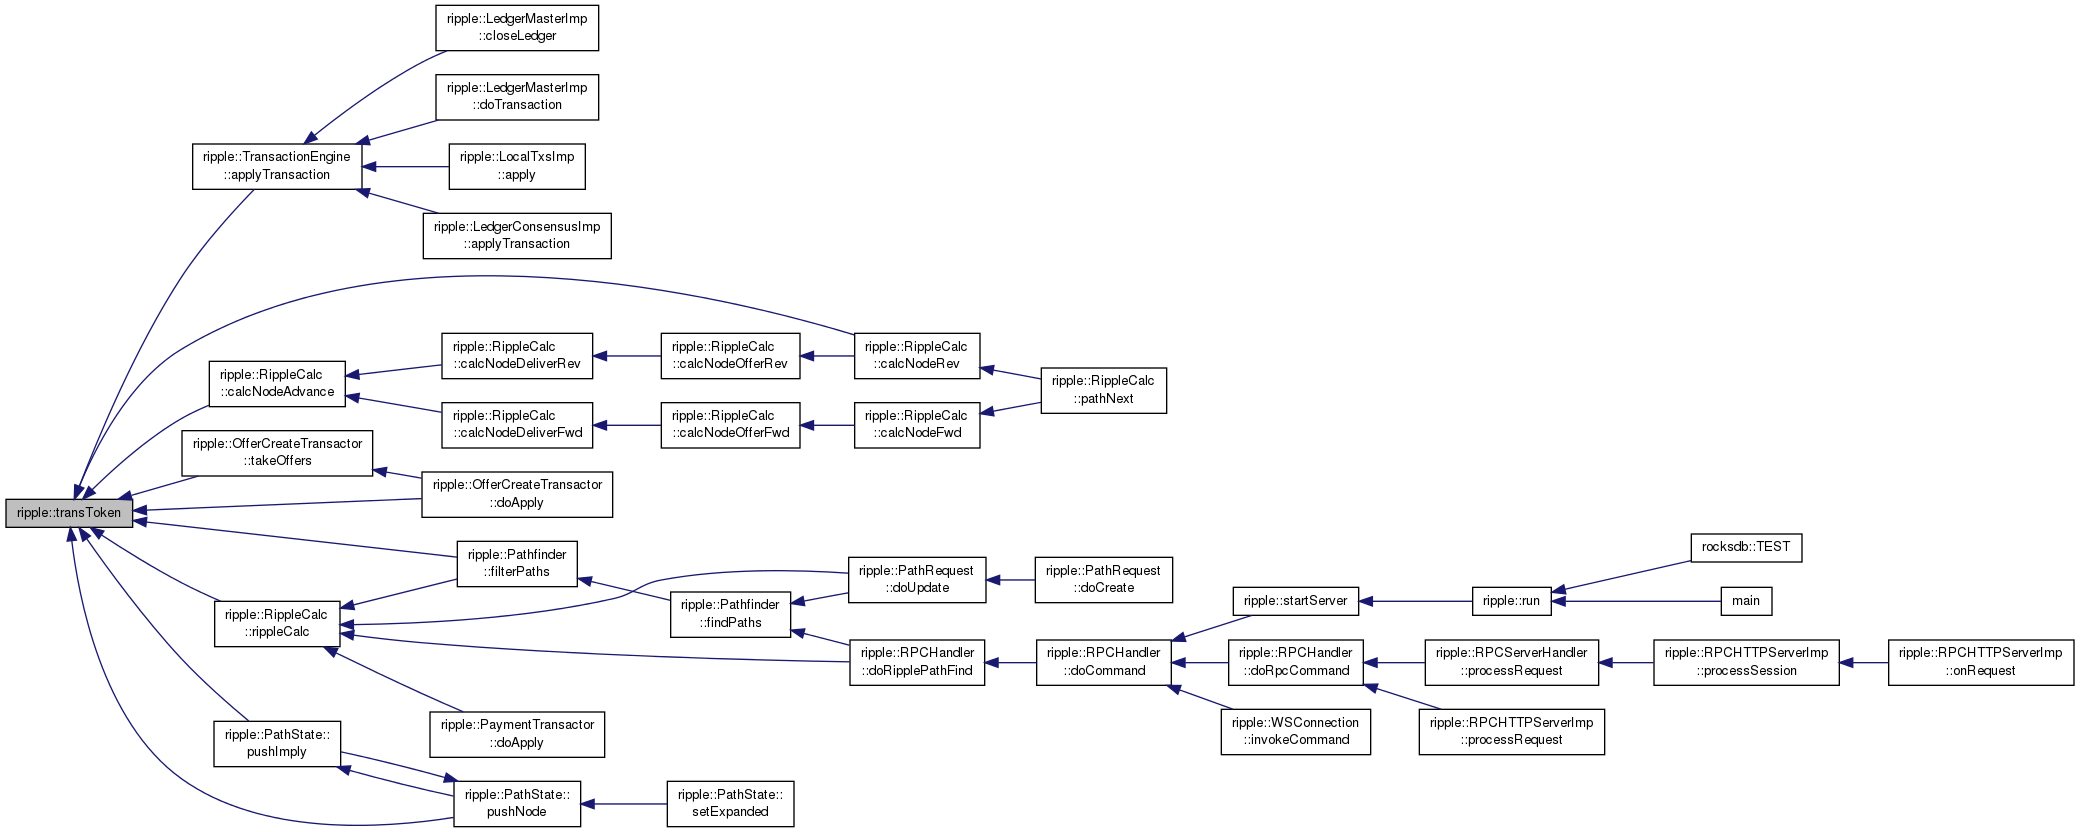 ripple::LedgerMasterImp
::closeLedger
ripple::LedgerMasterImp
::doTransaction
ripple::TransactionEngine
::applyTransaction
ripple::LocalTxsImp
::apply
ripple::LedgerConsensusImp
::applyTransaction
ripple::RippleCalc
::calcNodeAdvance
ripple::RippleCalc
::calcNodeDeliverRev
ripple::RippleCalc
::calcNodeOfferRev
ripple::RippleCalc
::calcNodeRev
ripple::RippleCalc
::pathNext
ripple::RippleCalc
::calcNodeDeliverFwd
ripple::RippleCalc
::calcNodeOfferFwd
ripple::RippleCalc
::calcNodeFwd
ripple::OfferCreateTransactor
::takeOffers
ripple::OfferCreateTransactor
::doApply
ripple::transToken
ripple::Pathfinder
::filterPaths
ripple::RippleCalc
::rippleCalc
ripple::Pathfinder
::findPaths
ripple::PathRequest
::doUpdate
ripple::PathRequest
::doCreate
ripple::RPCHandler
::doRipplePathFind
ripple::RPCHandler
::doCommand
ripple::startServer
ripple::run
rocksdb::TEST
main
ripple::RPCHandler
::doRpcCommand
ripple::RPCServerHandler
::processRequest
ripple::RPCHTTPServerImp
::processSession
ripple::RPCHTTPServerImp
::onRequest
ripple::WSConnection
::invokeCommand
ripple::RPCHTTPServerImp
::processRequest
ripple::PaymentTransactor
::doApply
ripple::PathState::
pushImply
ripple::PathState::
pushNode
ripple::PathState::
setExpanded